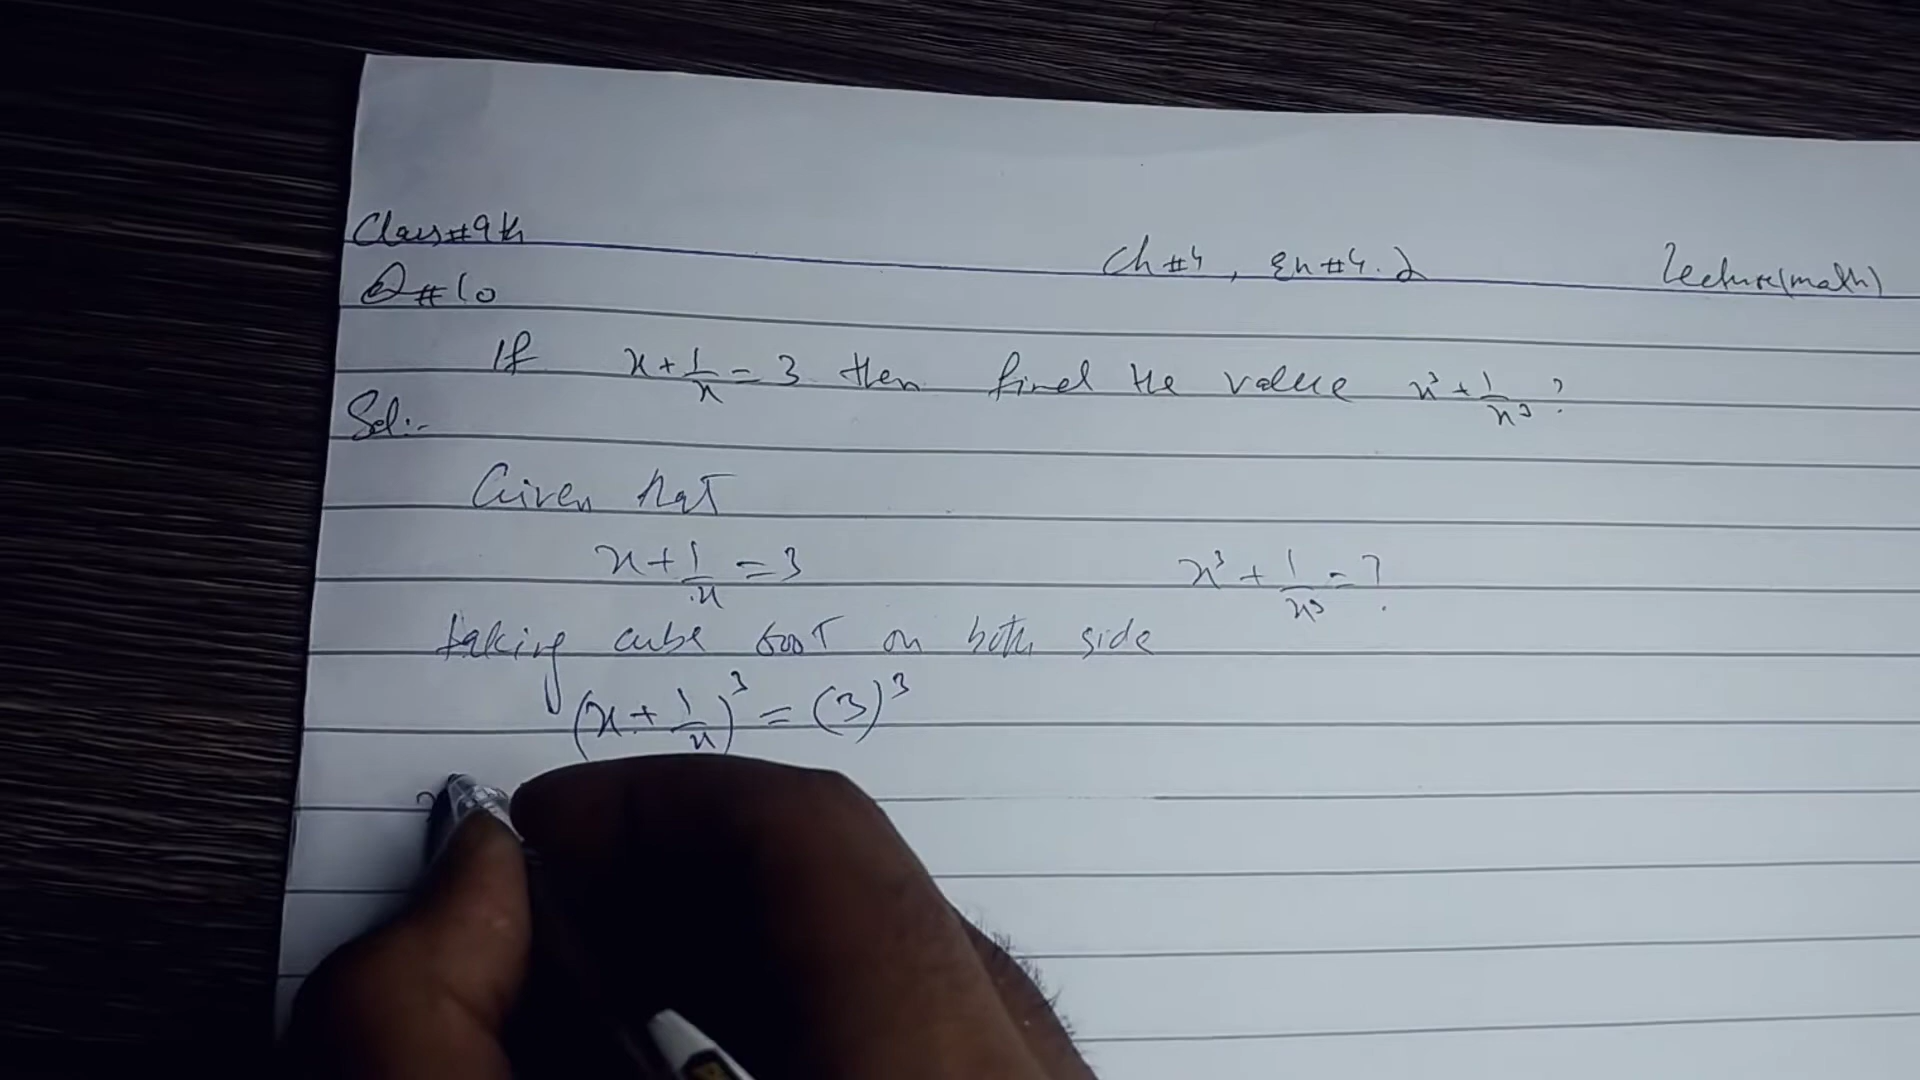 Class#9th
Ch#4, Ex#4.2 Lecture(math)
Q#10
If x+1/x=3 then find the value x³+1/x³?
Sol:-
Given that
x+1/x=3 x³+1/x³=?
taking cube root on both side
(x+1/x)³=(3)³